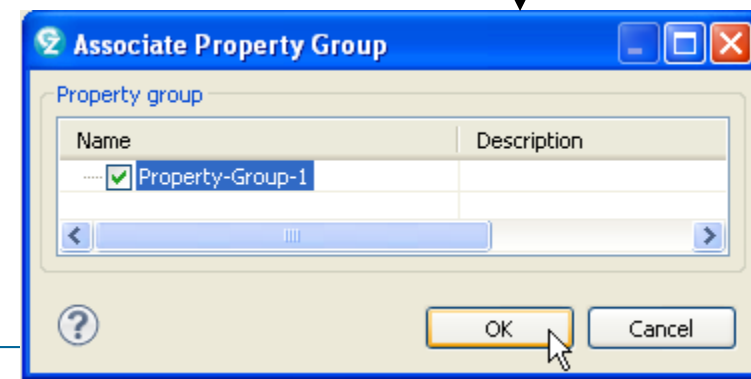 Associate Property Group
Property group
Name Description
Property-Group-1
OK Cancel